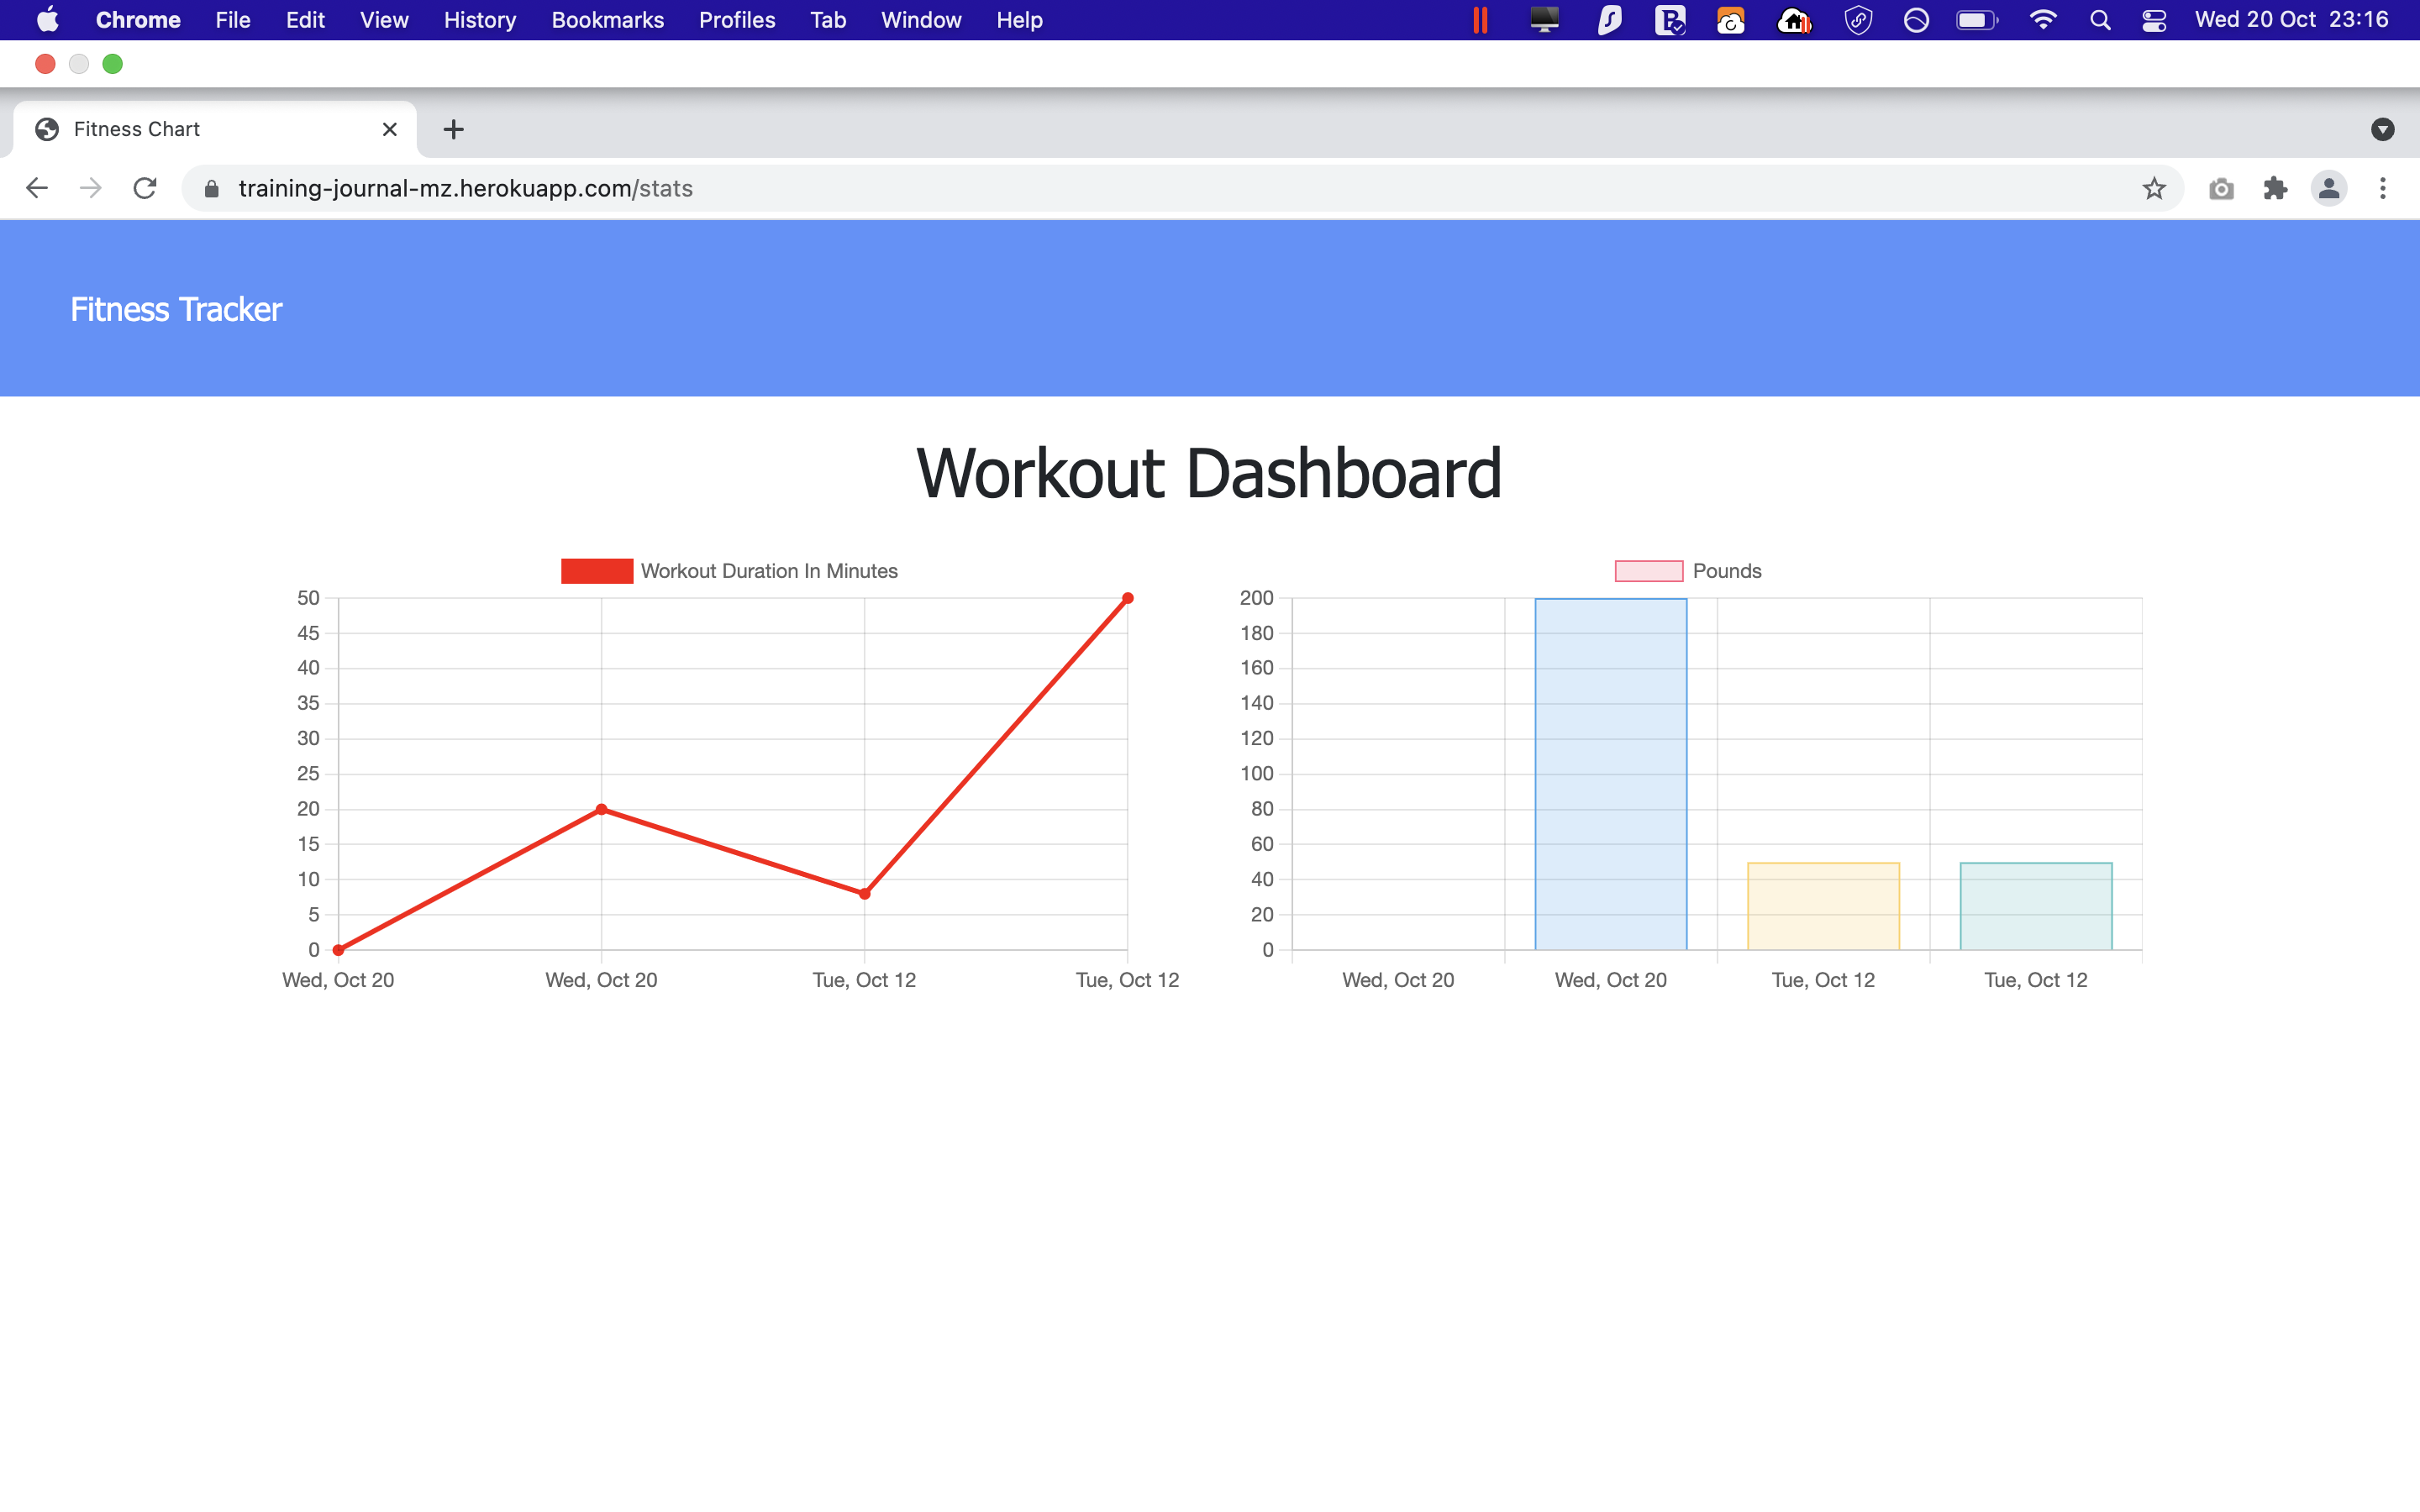 Chrome File Edit View History Bookmarks Profiles Tab Window Help Wed 20 Oct 23:16
Fitness Chart
training-journal-mz.herokuapp.com/stats
Fitness Tracker
Workout Dashboard
Workout Duration In Minutes
50
45
40
35
30
25
20
15
10
5
0
Wed, Oct 20 Wed, Oct 20 Tue, Oct 12 Tue, Oct 12
Pounds
200
180
160
140
120
100
80
60
40
20
0
Wed, Oct 20 Wed, Oct 20 Tue, Oct 12 Tue, Oct 12